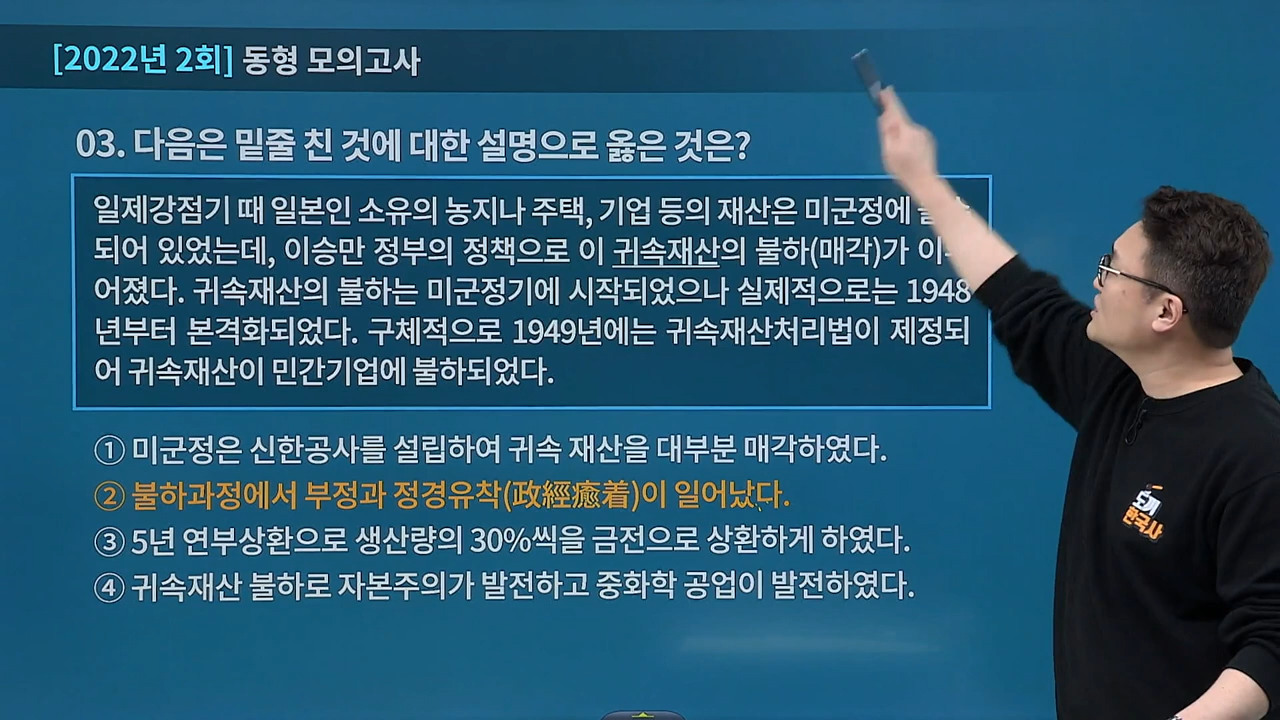 [2022년 2회] 동형 모의고사
03. 다음은 밑줄 친 것에 대한 설명으로 옳은 것은?
일제강점기 때 일본인 소유의 농지나 주택, 기업 등의 재산은 미군정에
되어 있었는데, 이승만 정부의 정책으로 이 귀속재산의 불하(매각)가
어졌다. 귀속재산의 불하는 미군정기에 시작되었으나 실제적으로는 1948
년부터 본격화되었다. 구체적으로 1949년에는 귀속재산처리법이 제정되
어 귀속재산이 민간기업에 불하되었다.
① 미군정은 신한공사를 설립하여 귀속 재산을 대부분 매각하였다.
② 불하과정에서 부정과 정경유착(政經癒着)이 일어났다.
③ 5년 연부상환으로 생산량의 30%씩을 금전으로 상환하게 하였다.
④ 귀속재산 불하로 자본주의가 발전하고 중화학 공업이 발전하였다.
한국사